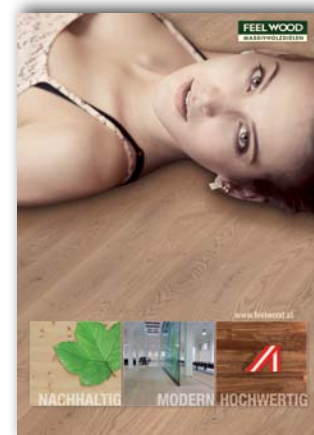 FEEL WOOD
MASSIVHOLZDIELEN
www.feelwood.at
NACHHALTIG
MODERN
HOCHWERTIG